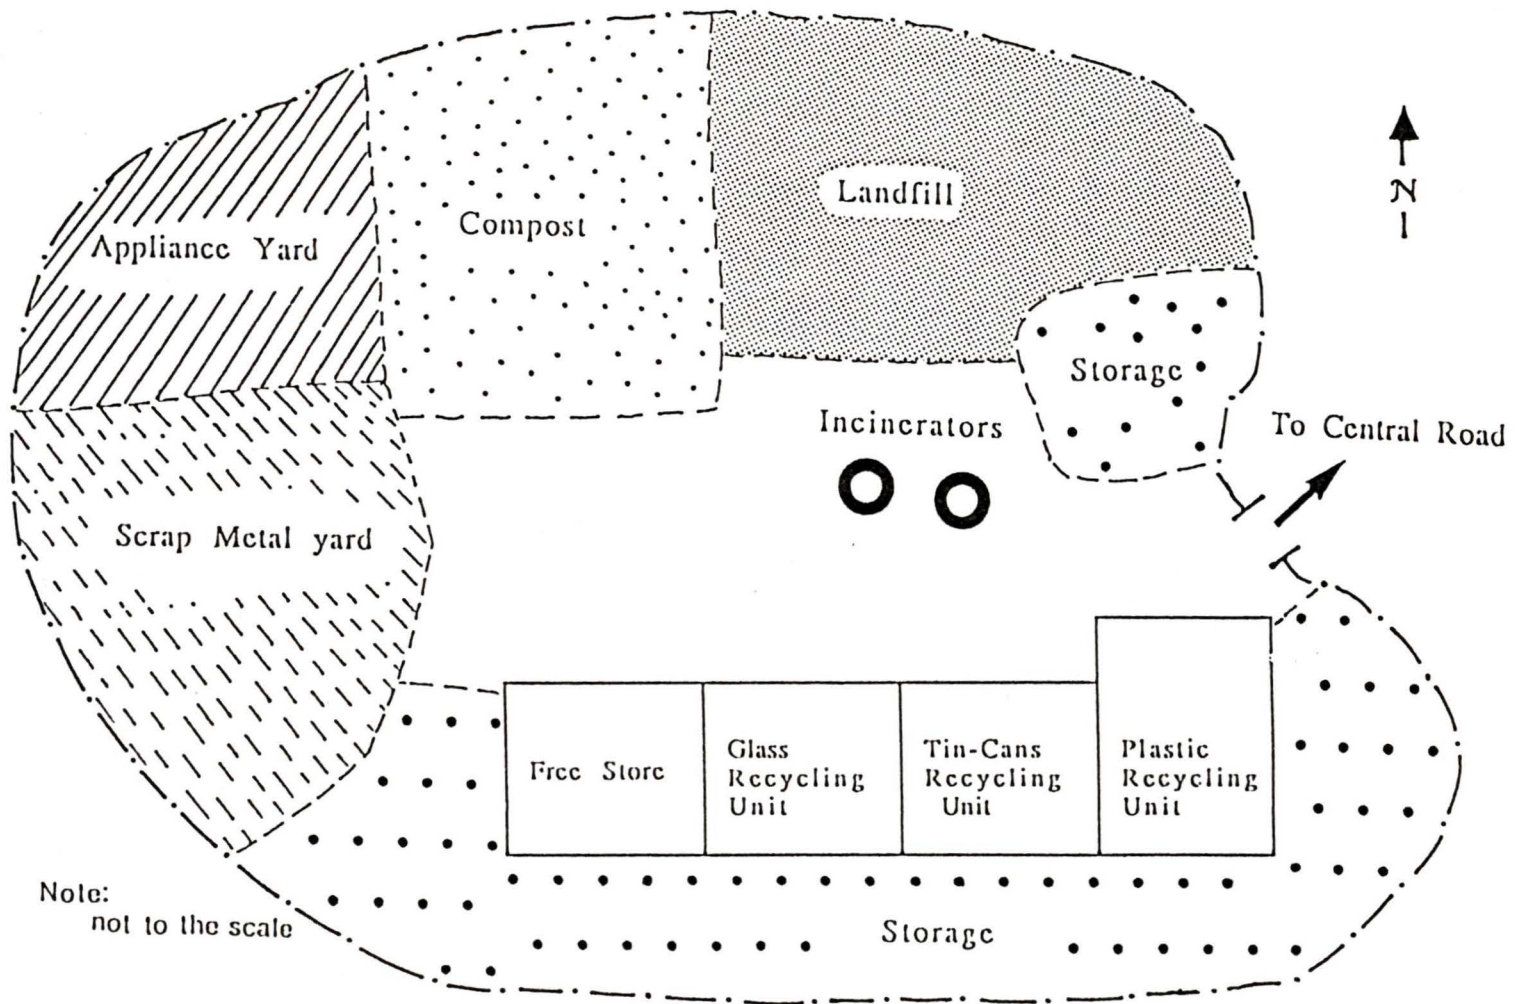 Landfill
N
Compost
Appliance Yard
Storage
Incinerators
To Central Road
Scrap Metal yard
Free Store
Glass
Recycling
Unit
Tin-Cans
Recycling
Unit
Plastic
Recycling
Unit
Note:
not to the scale
Storage